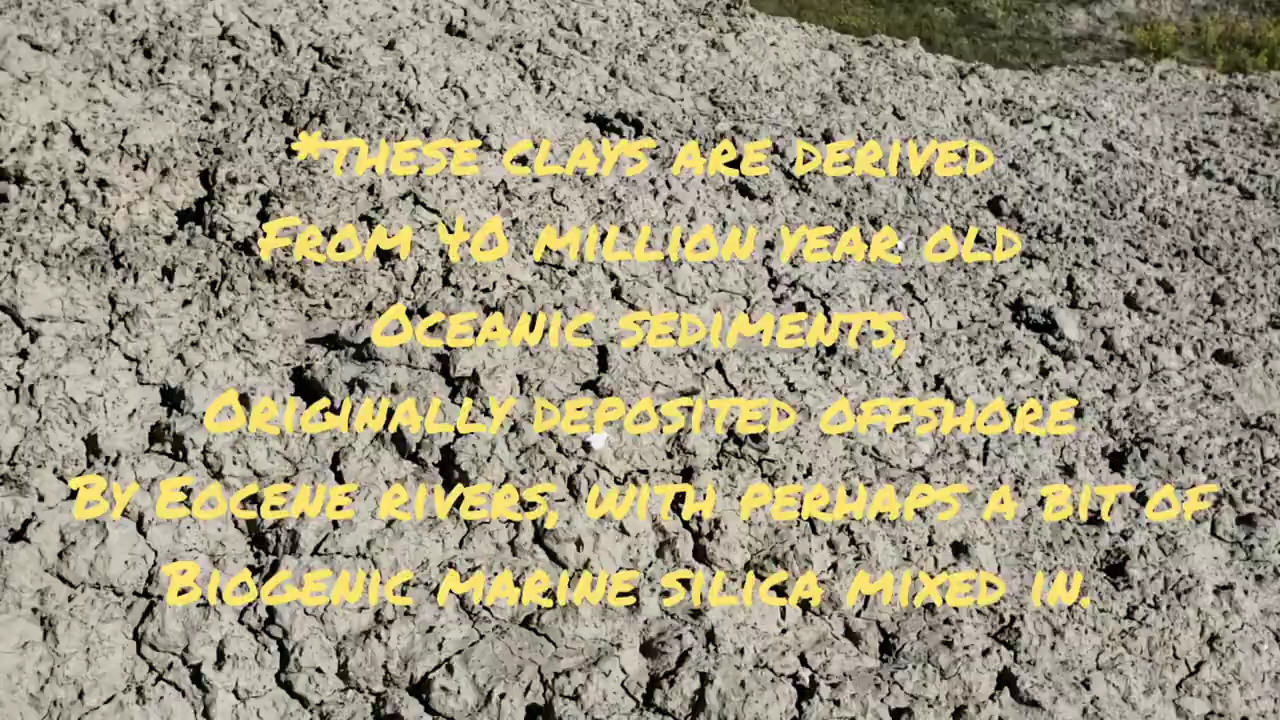 *These clays are derived
From 40 million year old
Oceanic sediments,
Originally deposited offshore
By Eocene rivers, with perhaps a bit of
Biogenic marine silica mixed in.